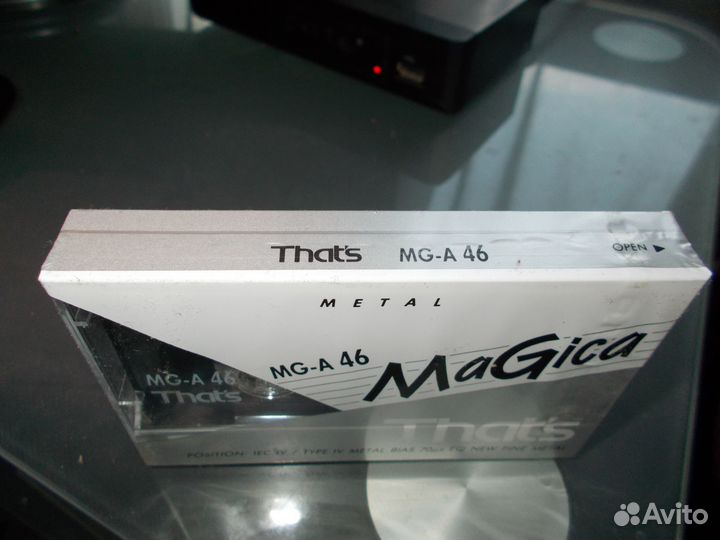 That's MG-A 46 OPEN ►
METAL
MG-A 46 MaGica
MG-A 46
That's
That's
POSITION: IEC IV / TYPE IV METAL BIAS 70µs EQ NEW FINE METAL
Avito